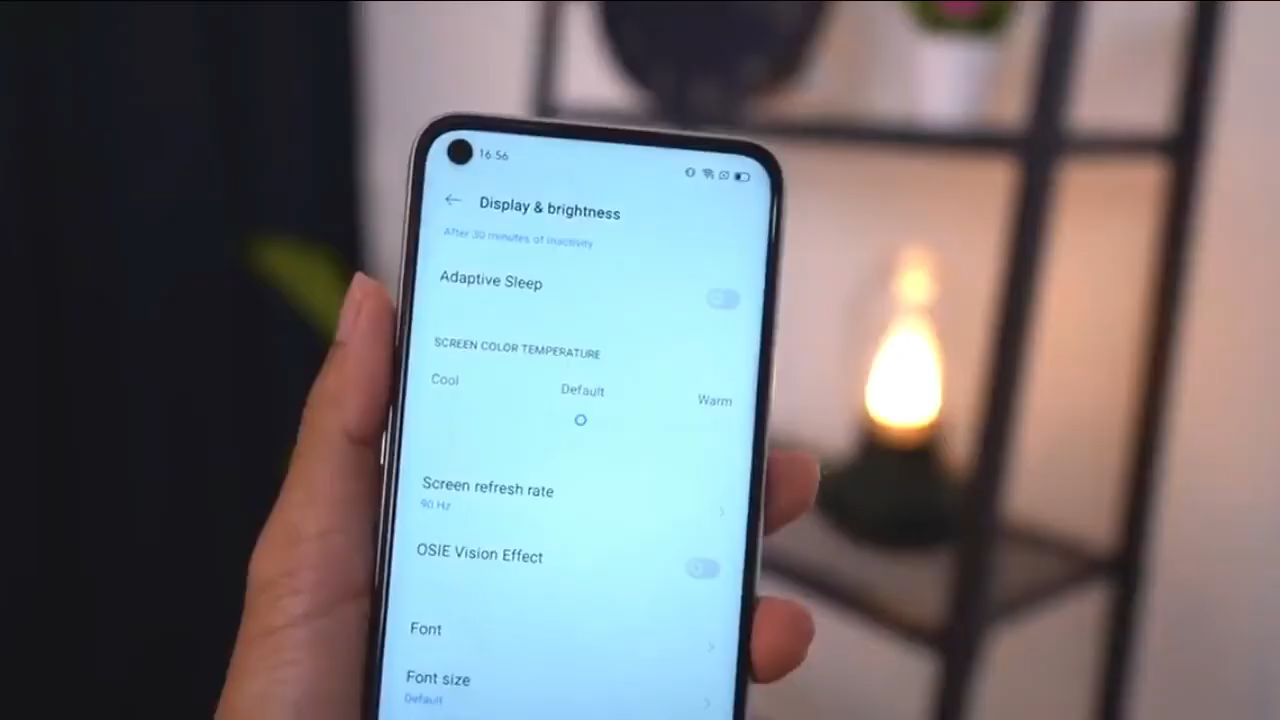 16.56
Display & brightness
After 30 minutes of inactivity
Adaptive Sleep
SCREEN COLOR TEMPERATURE
Cool
Default
Warm
Screen refresh rate
90 Hz
OSIE Vision Effect
Font
Font size
Default